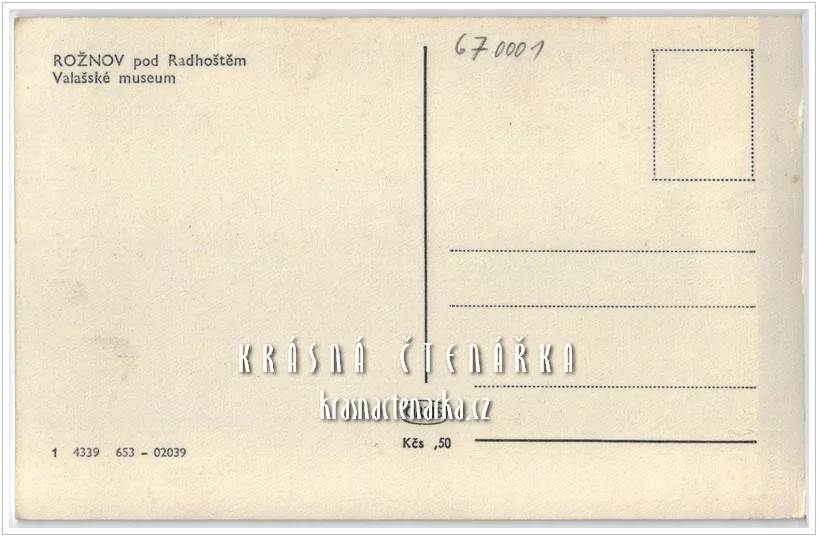 ROŽNOV pod Radhoštěm
Valašské museum
670001
KRÁSNÁ ČTENÁŘKA
krasnactenarka.cz
Kčs ,50
1 4339 653 – 02039